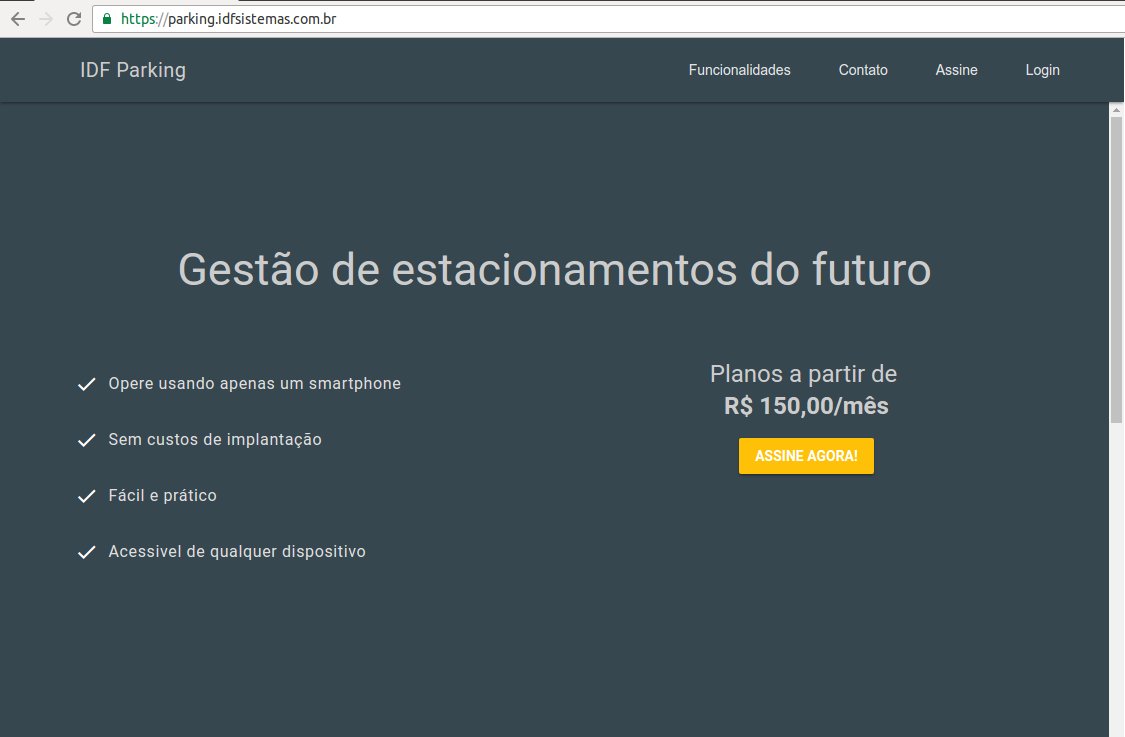 https://parking.idfsistemas.com.br
IDF Parking
Funcionalidades
Contato
Assine
Login
Gestão de estacionamentos do futuro
Opere usando apenas um smartphone
Sem custos de implantação
Fácil e prático
Acessivel de qualquer dispositivo
Planos a partir de
R$ 150,00/mês
ASSINE AGORA!